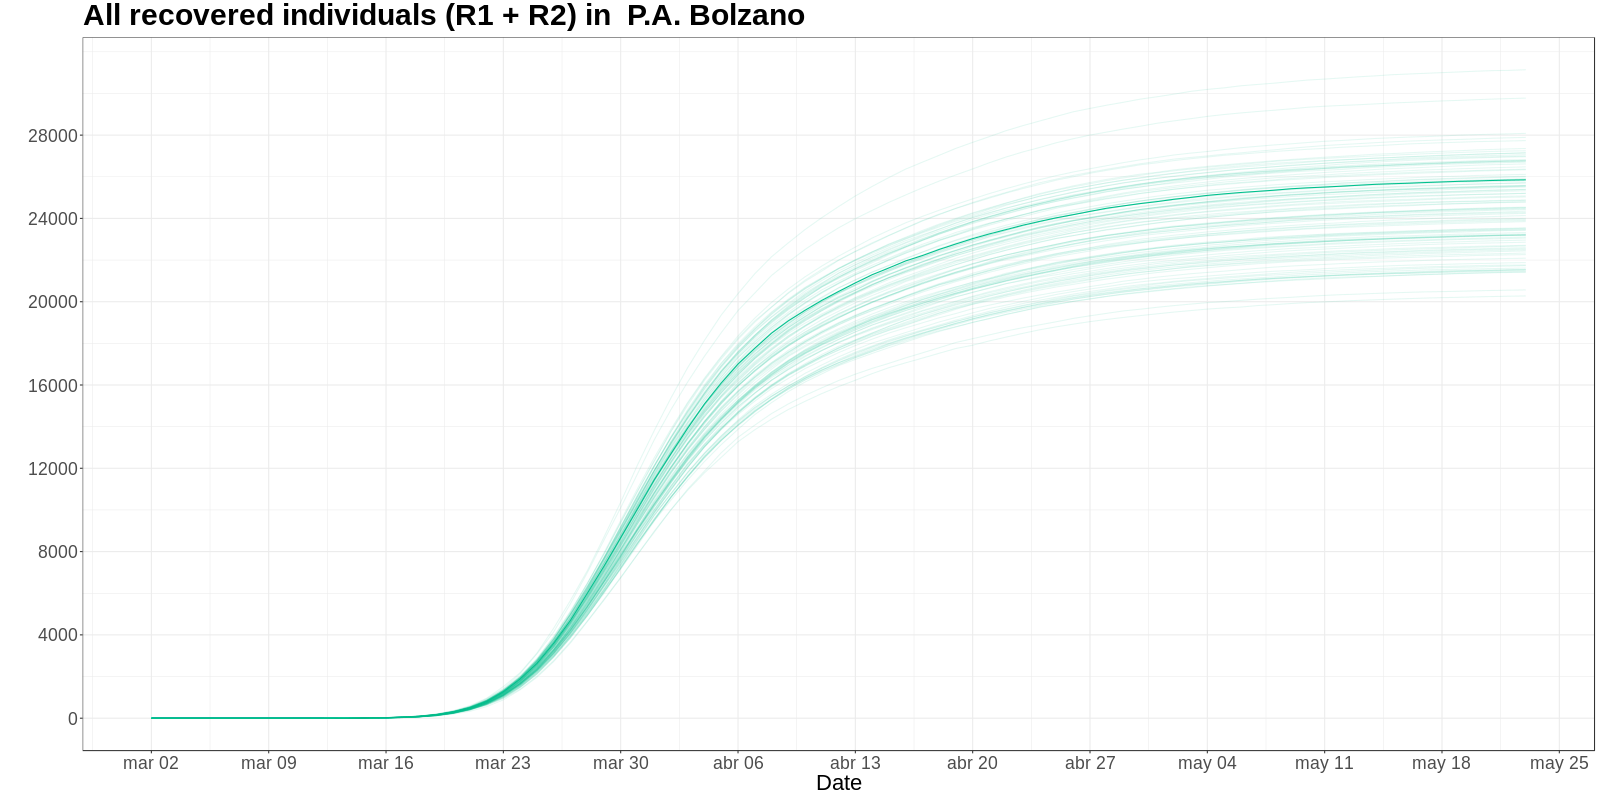 All recovered individuals (R1 + R2) in  P.A. Bolzano
28000
24000
20000
16000
12000
8000
4000
0
mar 02 mar 09 mar 16 mar 23 mar 30 abr 06 abr 13 abr 20 abr 27 may 04 may 11 may 18 may 25
Date